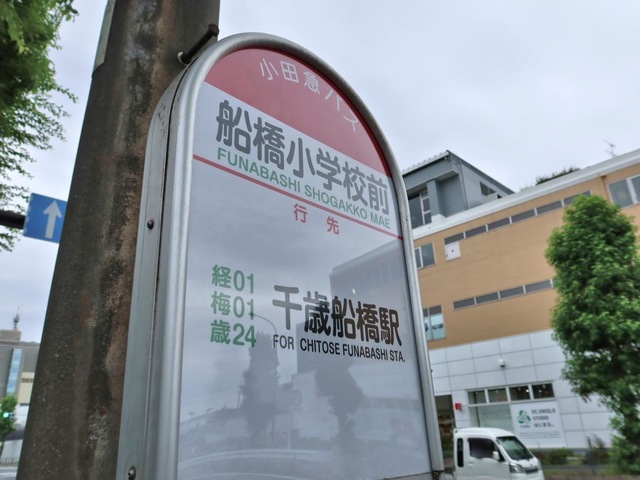 小田急バス
船橋小学校前
FUNABASHI SHOGAKKO MAE
行先
経01
梅01
歳24
千歳船橋駅
FOR CHITOSE FUNABASHI STA.